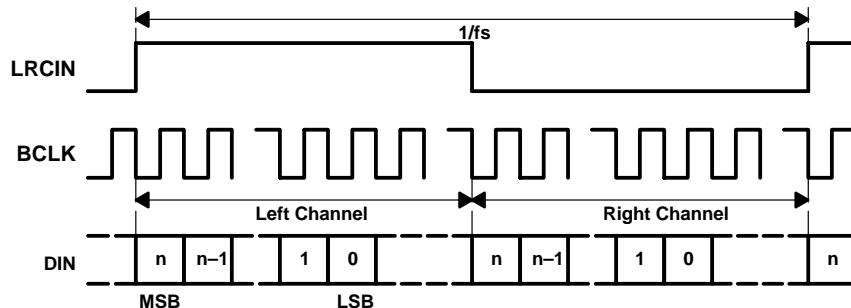 1/fs
LRCIN
BCLK
Left Channel Right Channel
DIN n n–1 1 0 n n–1 1 0 n
MSB LSB